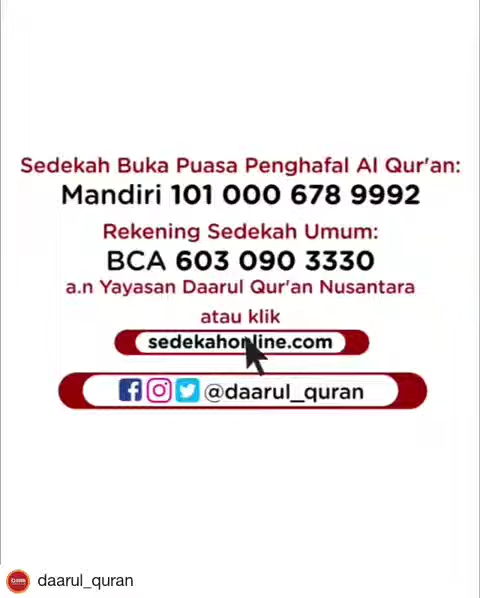 Sedekah Buka Puasa Penghafal Al Qur'an:
Mandiri 101 000 678 9992
Rekening Sedekah Umum:
BCA 603 090 3330
a.n Yayasan Daarul Qur'an Nusantara
atau klik
sedekahonline.com
@daarul_quran
daarul_quran